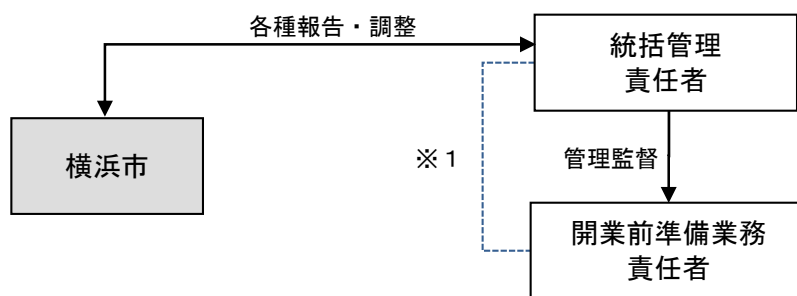 各種報告・調整
統括管理
責任者
横浜市
※1
管理監督
開業前準備業務
責任者